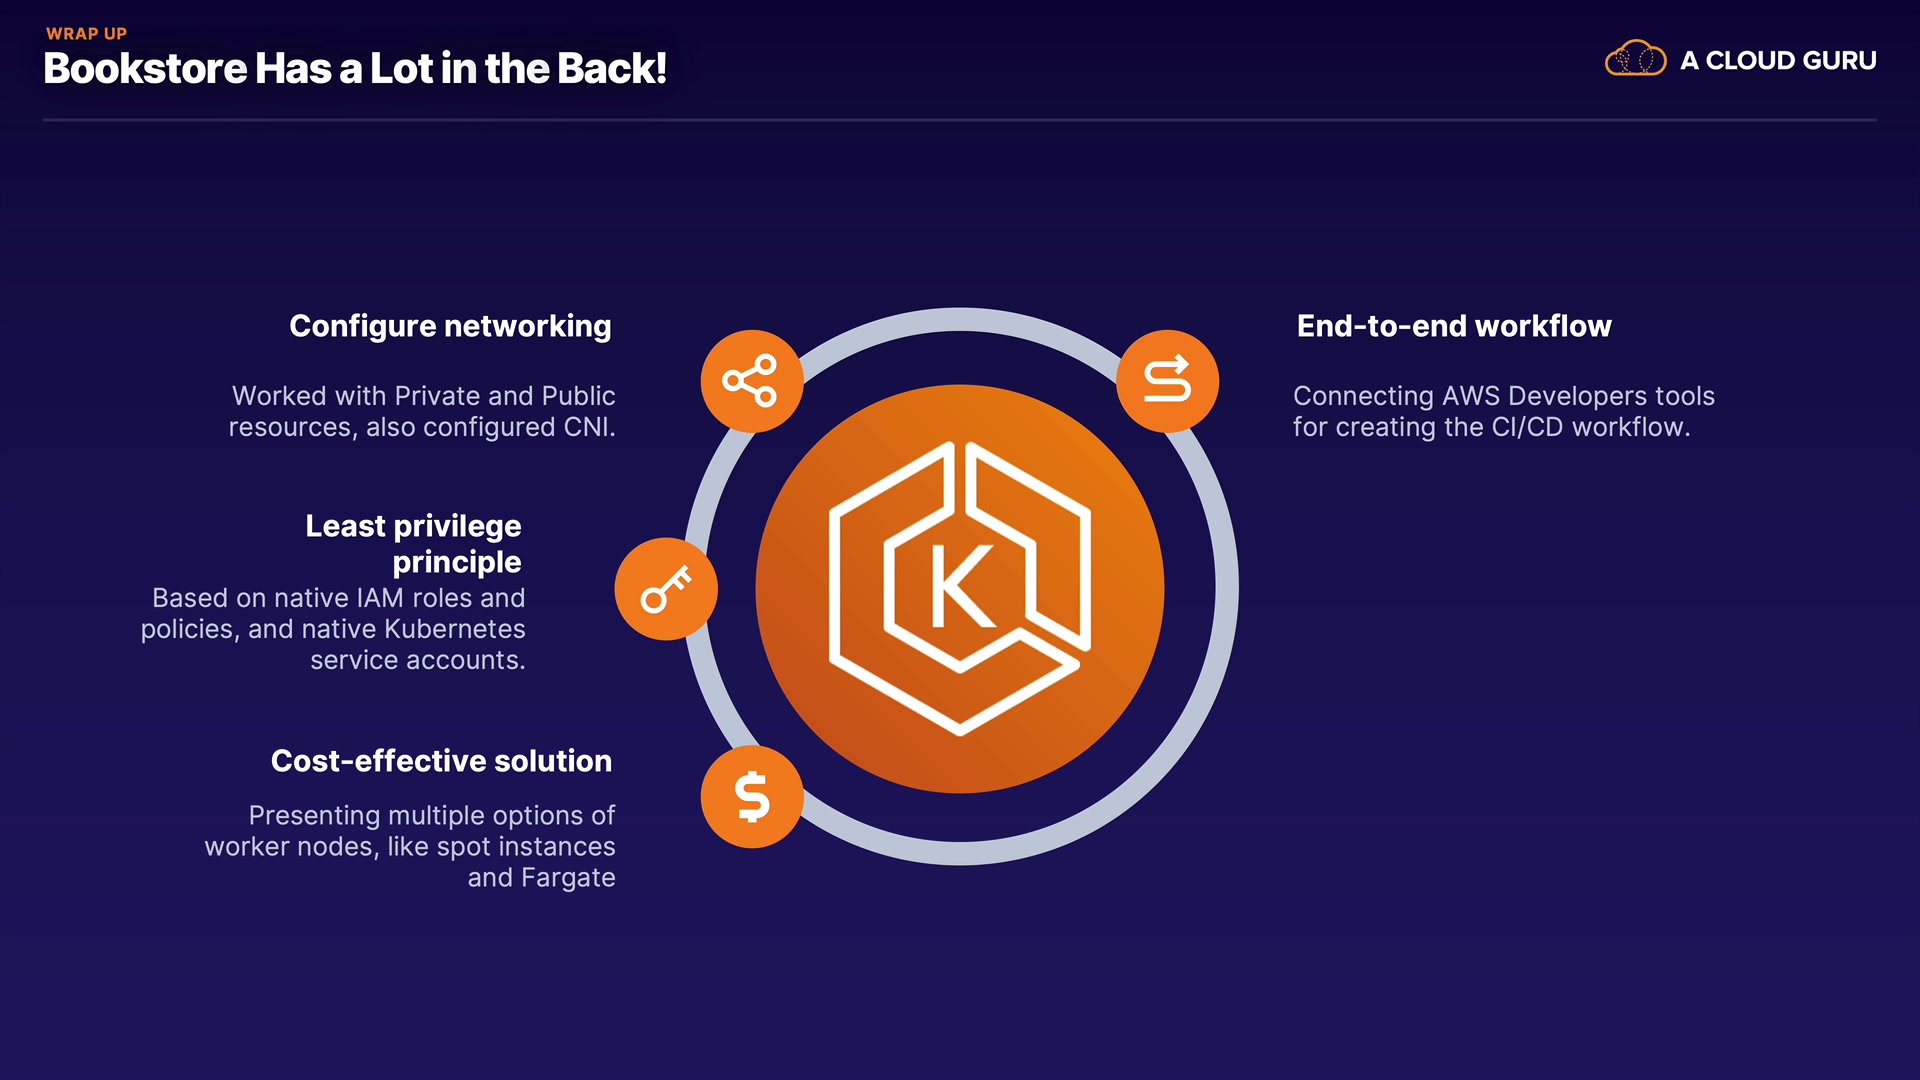 WRAP UP
Bookstore Has a Lot in the Back!
A CLOUD GURU
Configure networking
Worked with Private and Public
resources, also configured CNI.
Least privilege
principle
Based on native IAM roles and
policies, and native Kubernetes
service accounts.
Cost-effective solution
Presenting multiple options of
worker nodes, like spot instances
and Fargate
K
End-to-end workflow
Connecting AWS Developers tools
for creating the CI/CD workflow.